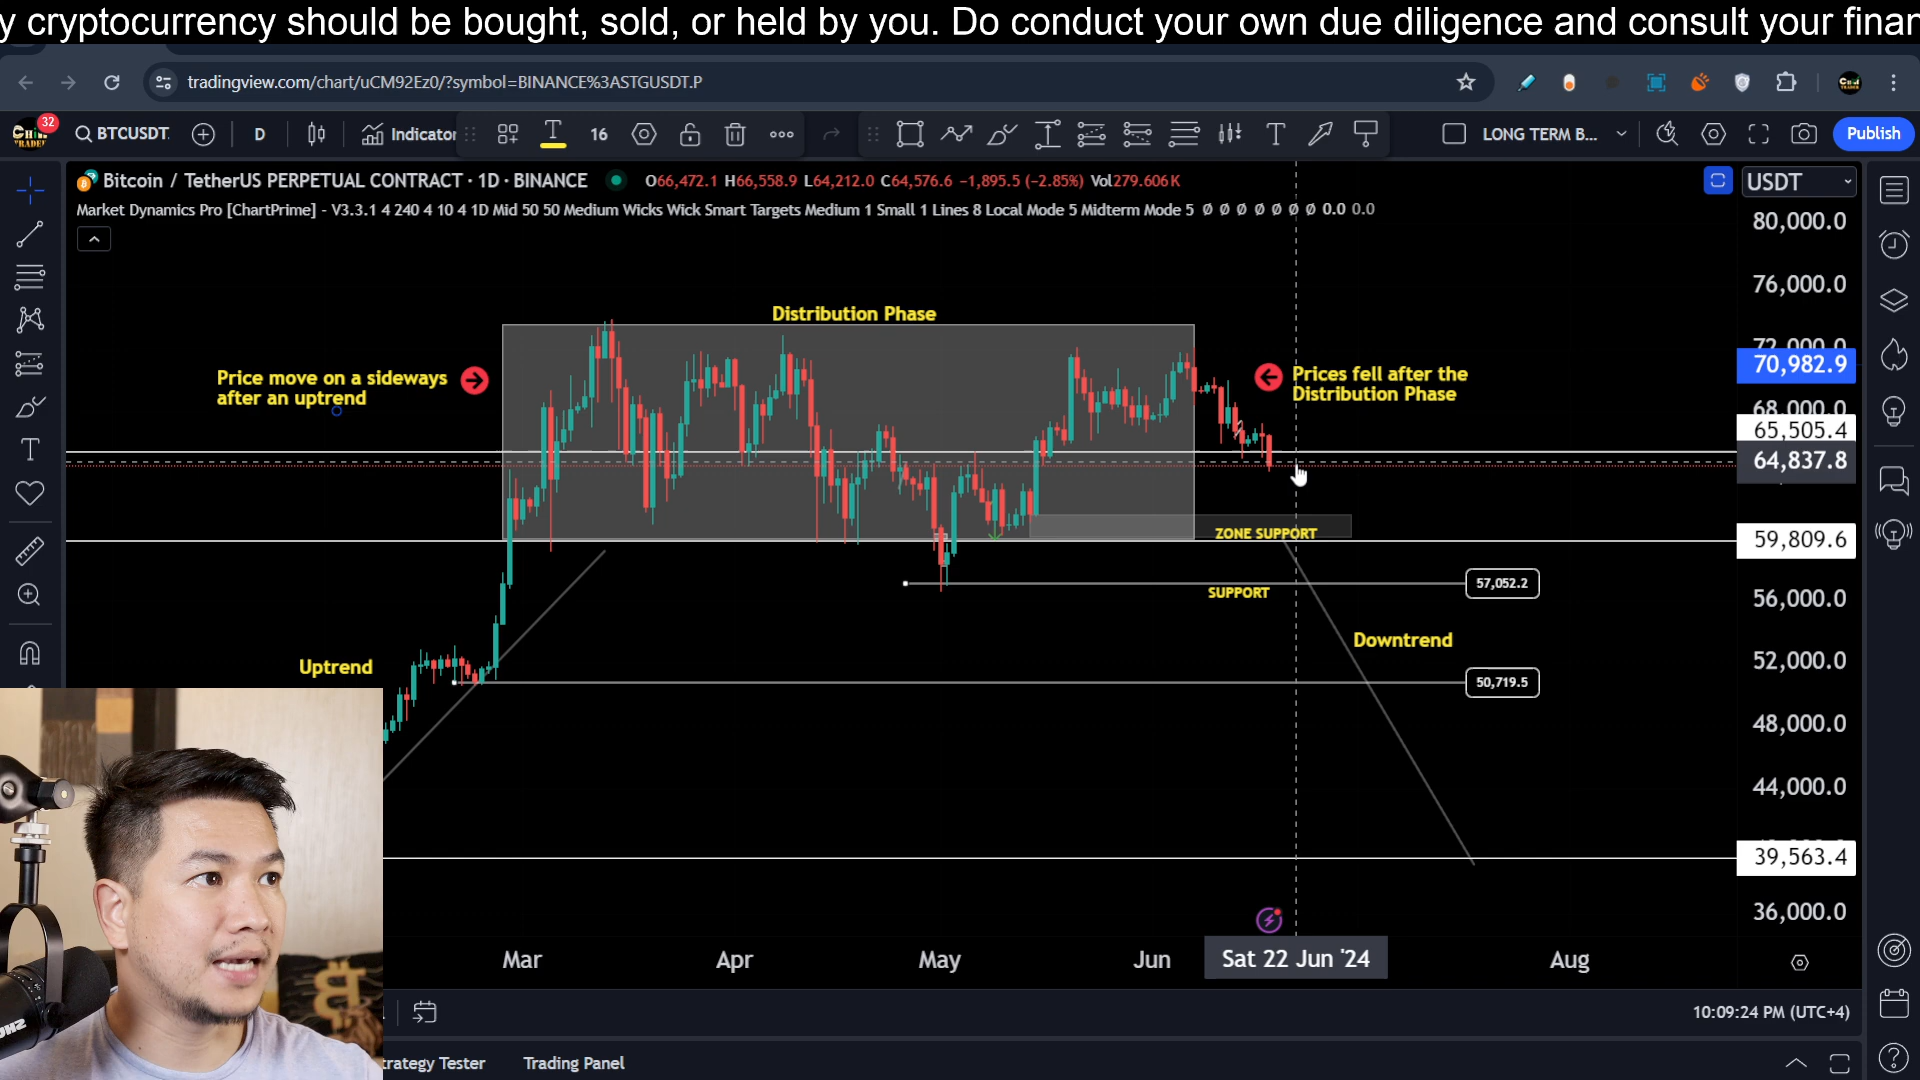 y cryptocurrency should be bought, sold, or held by you. Do conduct your own due diligence and consult your finar
tradingview.com/chart/uCM92Ez0/?symbol=BINANCE%3ASTGUSDT.P
32
BTCUSDT.
D
Indicator
16
LONG TERM B...
Publish
Bitcoin / TetherUS PERPETUAL CONTRACT · 1D · BINANCE
O66,472.1 H66,558.9 L64,212.0 C64,576.6 −1,895.5 (−2.85%) Vol279.606K
USDT
Market Dynamics Pro [ChartPrime] - V3.3.1 4 240 4 10 4 1D Mid 50 50 Medium Wicks Wick Smart Targets Medium 1 Small 1 Lines 8 Local Mode 5 Midterm Mode 5 Ø Ø Ø Ø Ø Ø Ø 0.0 0.0
80,000.0
76,000.0
Distribution Phase
72,000.0
70,982.9
Price move on a sideways
after an uptrend
Prices fell after the
Distribution Phase
68,000.0
65,505.4
64,837.8
ZONE SUPPORT
59,809.6
57,052.2
SUPPORT
56,000.0
Downtrend
Uptrend
52,000.0
50,719.5
48,000.0
44,000.0
39,563.4
36,000.0
Mar
Apr
May
Jun
Sat 22 Jun '24
Aug
10:09:24 PM (UTC+4)
trategy Tester
Trading Panel